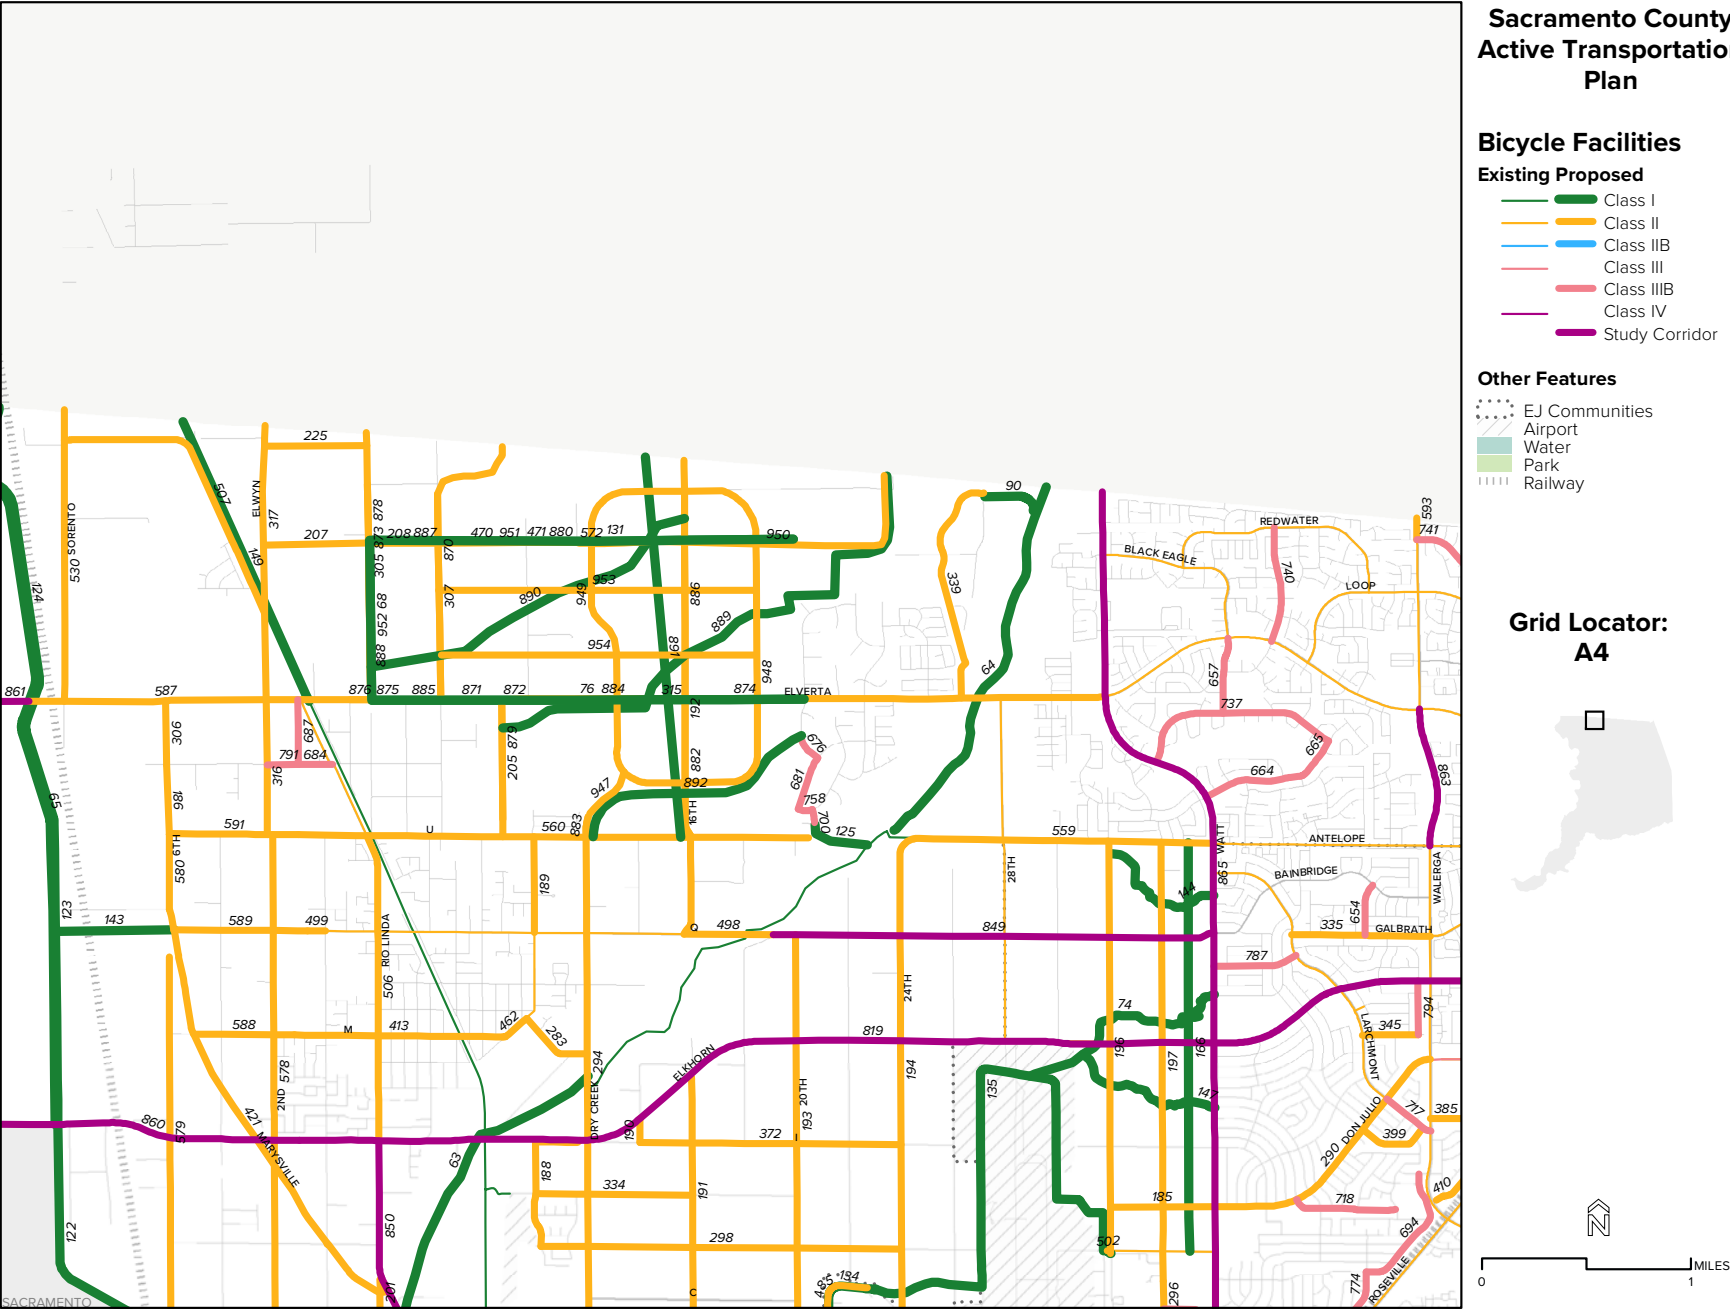 Sacramento County
Active Transportatio
Plan
Bicycle Facilities
Existing Proposed
Class I
Class II
Class IIB
Class III
Class IIIB
Class IV
Study Corridor
Other Features
EJ Communities
Airport
Water
Park
Railway
Grid Locator:
A4
N
0 1 MILES
225
507
ELWYN
317
878
530 SORENTO
207
873
208 887
470 951 471 880 572 131
950
90
593
741
REDWATER
BLACK EAGLE
740
LOOP
149
305
870
124
307
890
953
949
886
339
952 68
889
888
954
891
948
64
657
861
587
876 875 885 871 872 76 884 315 874 ELVERTA
192
737
306
687
205 879
882
676
665
791 684
316
681
664
863
947
892
758
700
65
186
16TH
591
U
560
883
125
559
WATT
ANTELOPE
6TH
580
189
28TH
865
BAINBRIDGE
WALERGA
144
654
123
143
589
499
Q 498
849
335
GALBRATH
RIO LINDA
506
787
24TH
74
794
588
M
413
462
283
819
345
LARCHMONT
196
197
166
ELKHORN
294
194
578
2ND
DRY CREEK
20TH
193
135
147
717
385
860
579
421 MARYSVILLE
190
372
I
290 DON JULIO
399
63
188
334
191
185
718
410
694
122
850
298
502
201
C
485
134
296
774
ROSEVILLE
SACRAMENTO